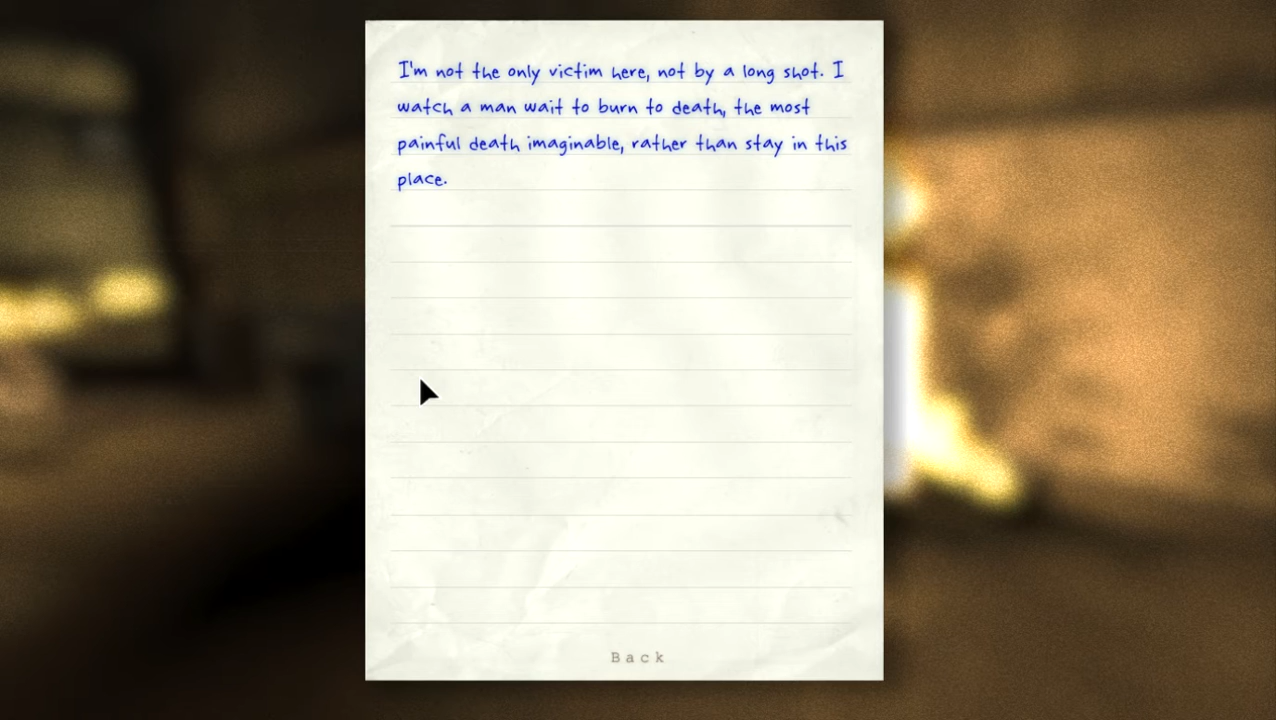 I'm not the only victim here, not by a long shot. I
watch a man wait to burn to death, the most
painful death imaginable, rather than stay in this
place.
Back